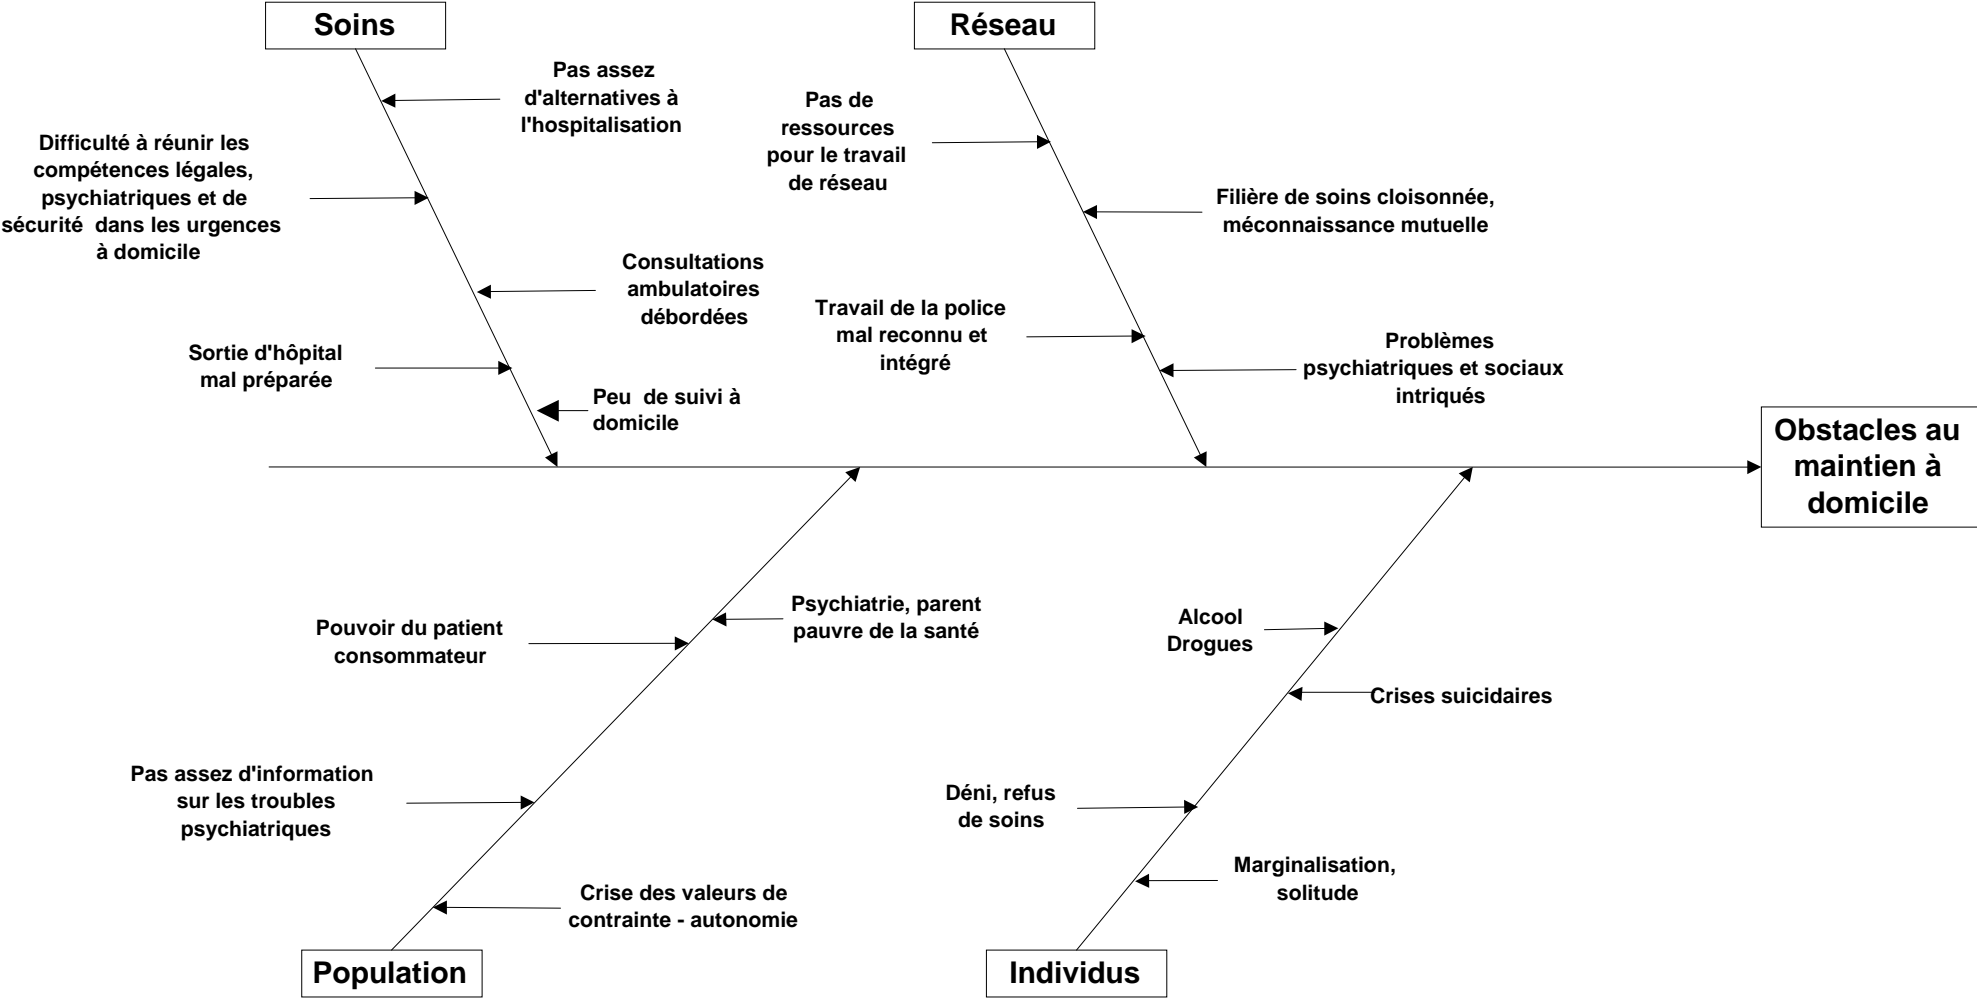 Soins
Réseau
Pas assez
d'alternatives à
l'hospitalisation
Difficulté à réunir les
compétences légales,
psychiatriques et de
sécurité  dans les urgences
à domicile
Consultations
ambulatoires
débordées
Sortie d'hôpital
mal préparée
Peu  de suivi à
domicile
Pas de
ressources
pour le travail
de réseau
Filière de soins cloisonnée,
méconnaissance mutuelle
Travail de la police
mal reconnu et
intégré
Problèmes
psychiatriques et sociaux
intriqués
Obstacles au
maintien à
domicile
Psychiatrie, parent
pauvre de la santé
Pouvoir du patient
consommateur
Pas assez d'information
sur les troubles
psychiatriques
Crise des valeurs de
contrainte - autonomie
Alcool
Drogues
Crises suicidaires
Déni, refus
de soins
Marginalisation,
solitude
Population
Individus